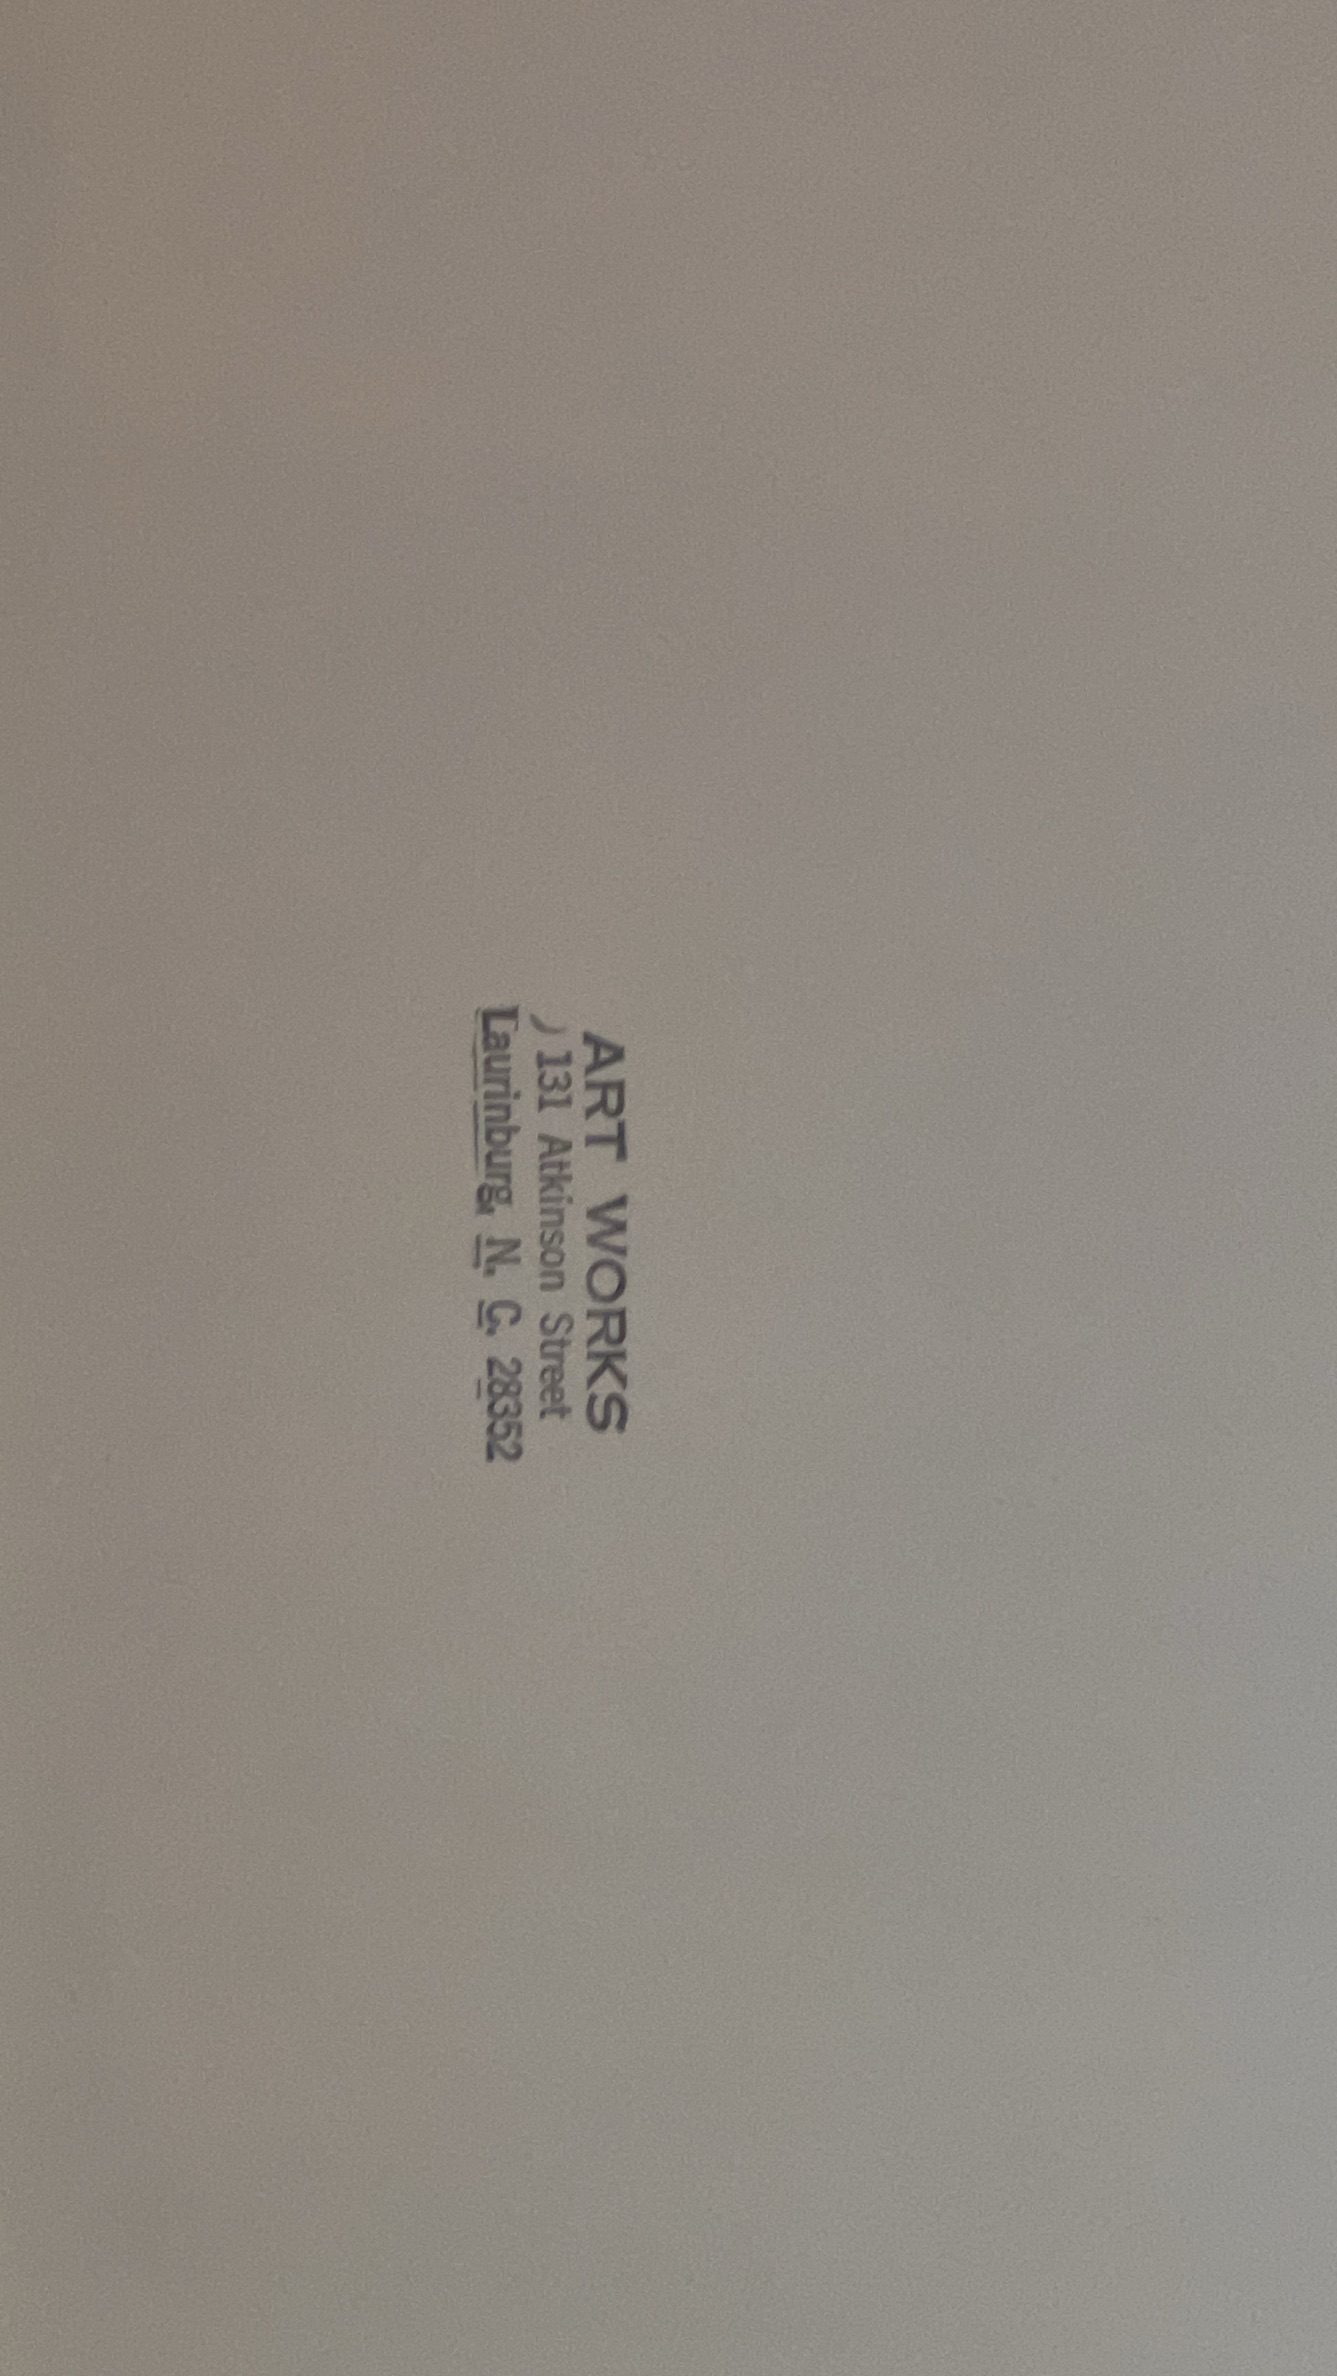 ART WORKS
131 Atkinson Street
Laurinburg, N. C. 28352